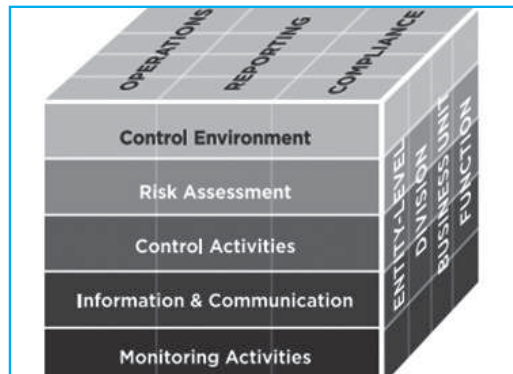 OPERATIONS
REPORTING
COMPLIANCE
Control Environment
Risk Assessment
Control Activities
Information & Communication
Monitoring Activities
ENTITY-LEVEL
DIVISION
BUSINESS UNIT
FUNCTION